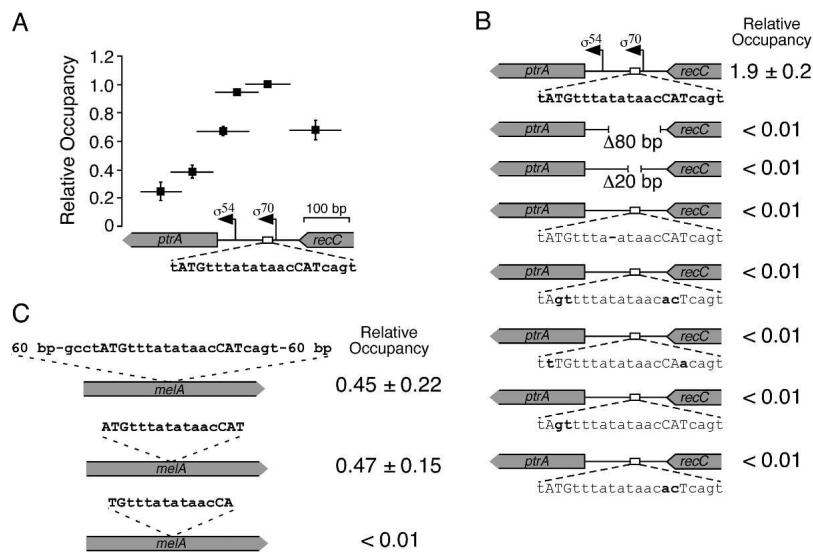 A
Relative Occupancy
1.2
1.0
0.8
0.6
0.4
0.2
0
σ54
σ70
100 bp
ptrA
recC
tATGtttatataacCATcagt
B
Relative
Occupancy
σ54
σ70
ptrA
recC
1.9 ± 0.2
tATGtttatataacCATcagt
ptrA
recC
< 0.01
Δ80 bp
ptrA
recC
< 0.01
Δ20 bp
ptrA
recC
< 0.01
tATGttta-ataacCATcagt
ptrA
recC
< 0.01
tAgttttatataacacTcagt
ptrA
recC
< 0.01
ttTGtttatataacCAacagt
ptrA
recC
< 0.01
tAgttttatataacCATcagt
ptrA
recC
< 0.01
tATGtttatataacacTcagt
C
Relative
Occupancy
60 bp-gcctATGtttatataacCATcagt-60 bp
melA
0.45 ± 0.22
ATGtttatataacCAT
melA
0.47 ± 0.15
TGtttatataacCA
melA
< 0.01